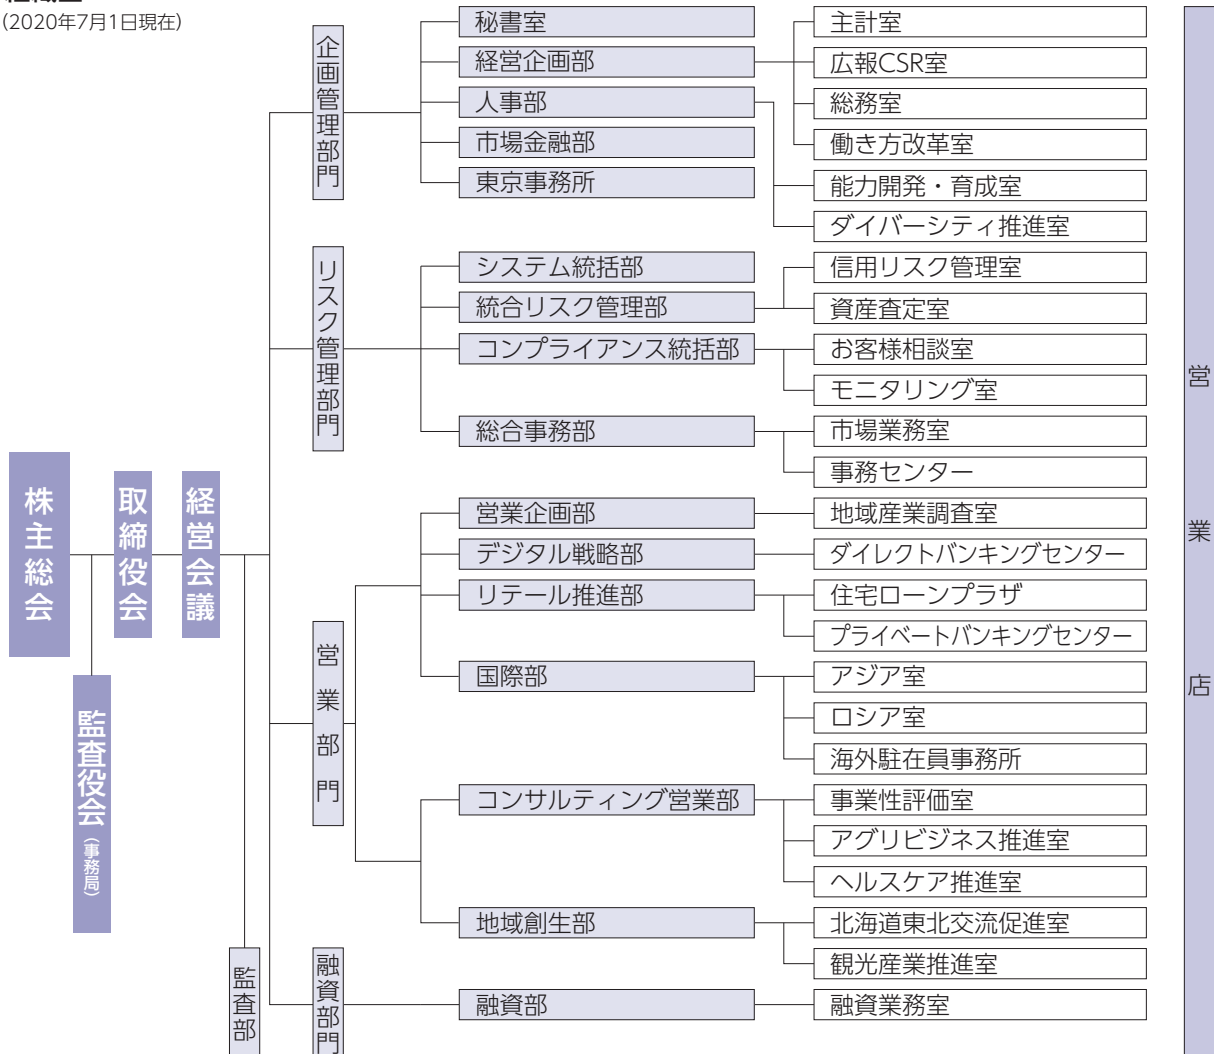 (2020年7月1日現在)
株主総会
取締役会
経営会議
監査役会
(事務局)
監査部
企画管理部門
秘書室
経営企画部
人事部
市場金融部
東京事務所
主計室
広報CSR室
総務室
働き方改革室
能力開発・育成室
ダイバーシティ推進室
リスク管理部門
システム統括部
統合リスク管理部
コンプライアンス統括部
総合事務部
信用リスク管理室
資産査定室
お客様相談室
モニタリング室
市場業務室
事務センター
営業部門
営業企画部
デジタル戦略部
リテール推進部
国際部
コンサルティング営業部
地域創生部
地域産業調査室
ダイレクトバンキングセンター
住宅ローンプラザ
プライベートバンキングセンター
アジア室
ロシア室
海外駐在員事務所
事業性評価室
アグリビジネス推進室
ヘルスケア推進室
北海道東北交流促進室
観光産業推進室
融資部門
融資部
融資業務室
営業店